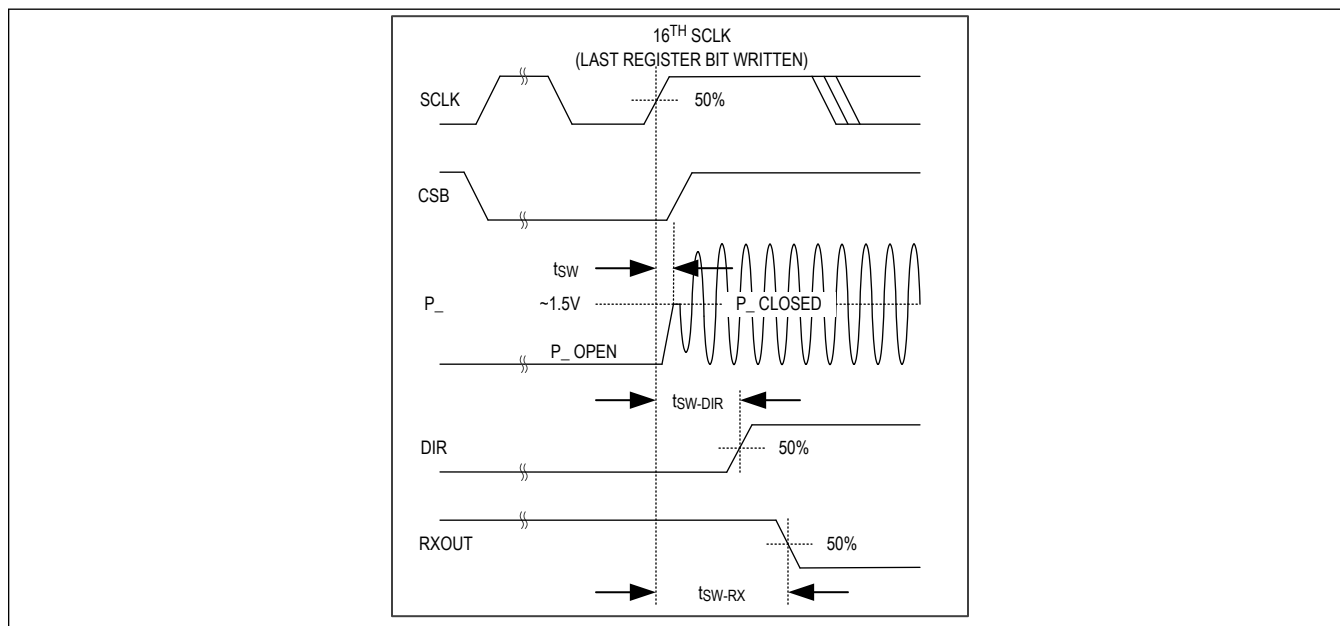 16TH SCLK
(LAST REGISTER BIT WRITTEN)
SCLK
50%
CSB
tSW
P_
~1.5V
P_ CLOSED
P_ OPEN
tSW-DIR
DIR
50%
RXOUT
50%
tSW-RX